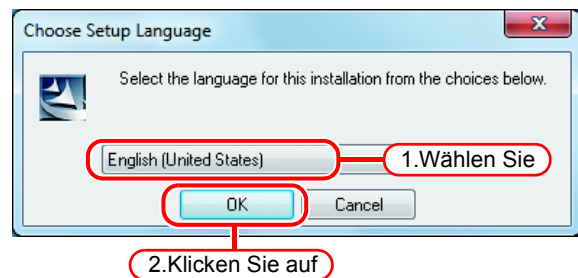 Choose Setup Language
Select the language for this installation from the choices below.
English (United States)
1.Wählen Sie
OK
Cancel
2.Klicken Sie auf